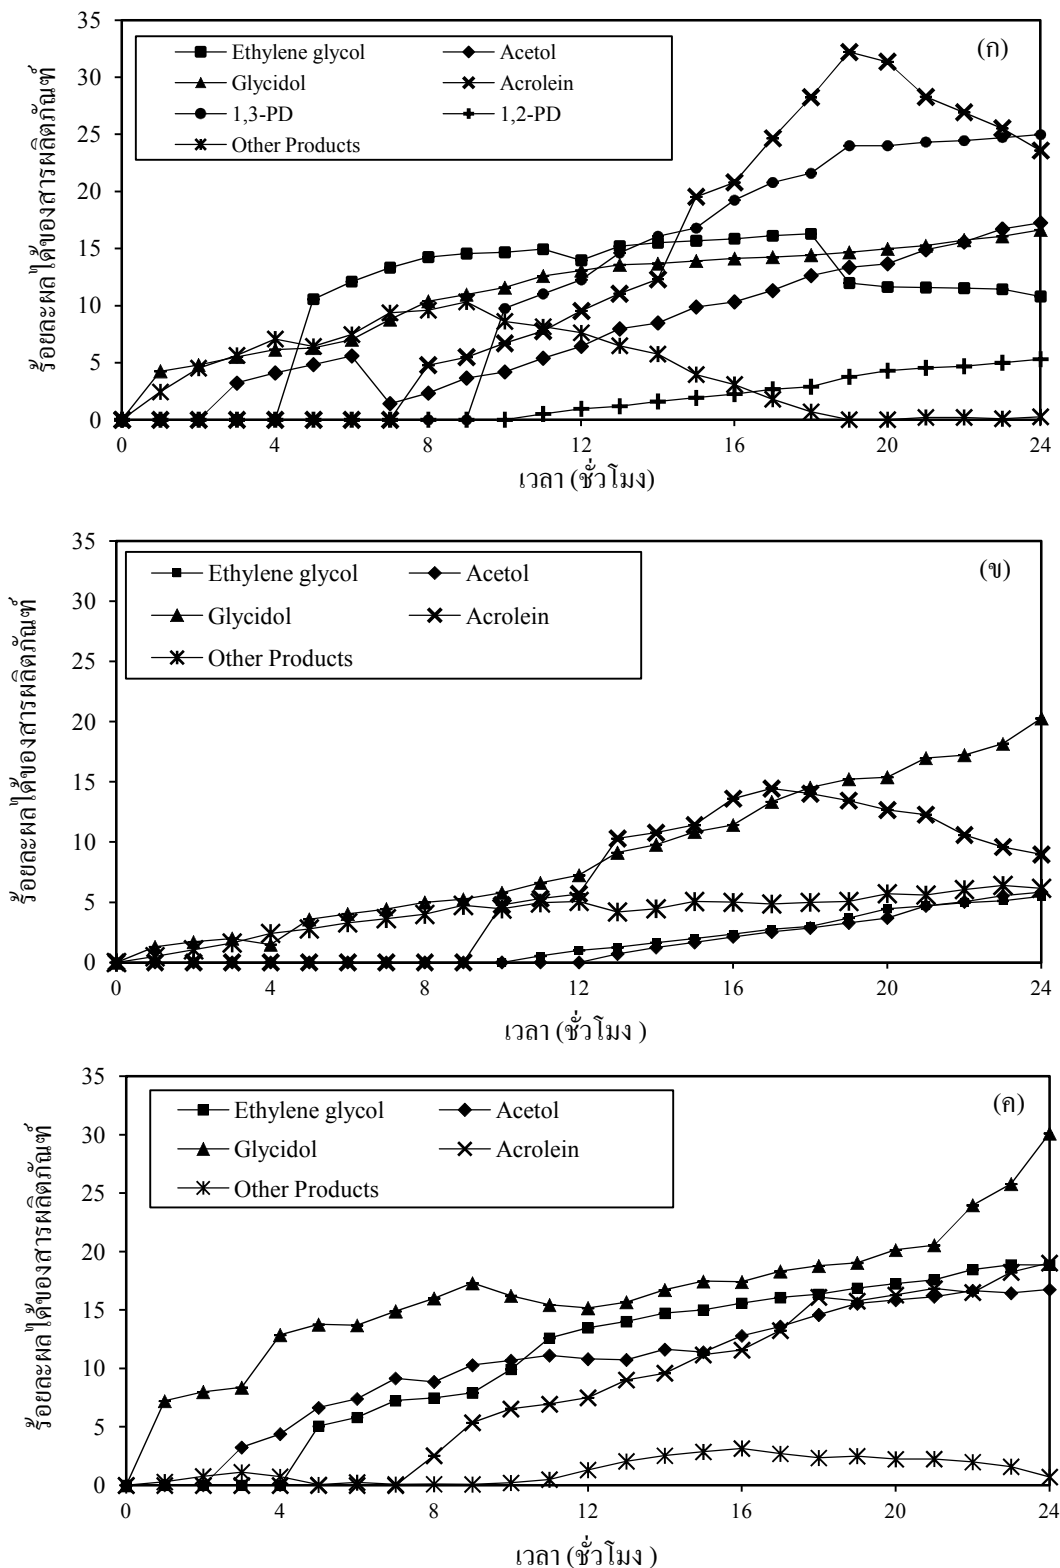 (ก)
Ethylene glycol Acetol
Glycidol Acrolein
1,3-PD 1,2-PD
Other Products
ร้อยละผลได้ของสารผลิตภัณฑ์
35
30
25
20
15
10
5
0
0 4 8 12 16 20 24
เวลา (ชั่วโมง)
(ข)
Ethylene glycol Acetol
Glycidol Acrolein
Other Products
ร้อยละผลได้ของสารผลิตภัณฑ์
35
30
25
20
15
10
5
0
0 4 8 12 16 20 24
เวลา (ชั่วโมง )
(ค)
Ethylene glycol Acetol
Glycidol Acrolein
Other Products
ร้อยละผลได้ของสารผลิตภัณฑ์
35
30
25
20
15
10
5
0
0 4 8 12 16 20 24
เวลา (ชั่วโมง )